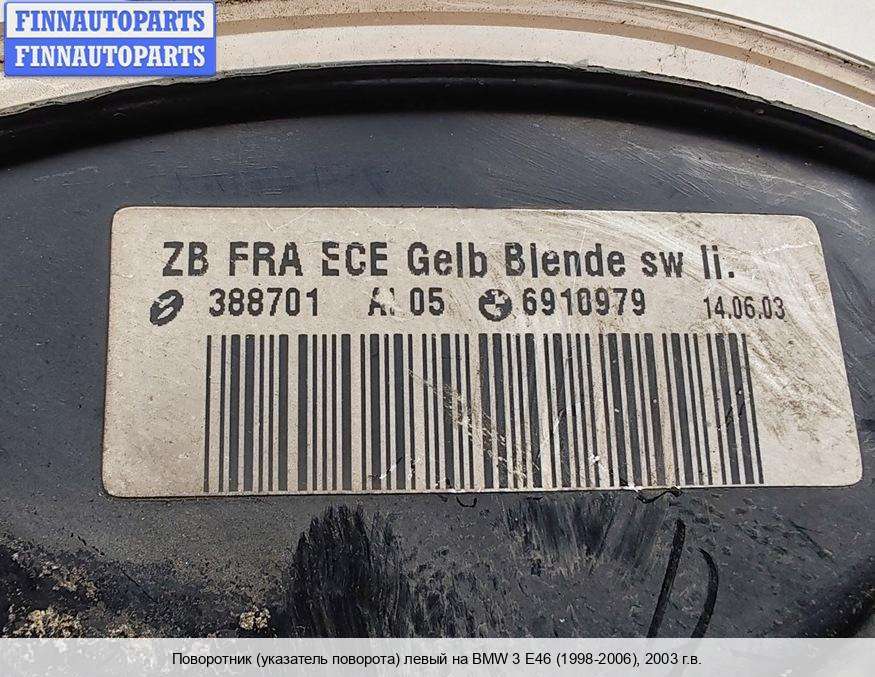 FINNAUTOPARTS
FINNAUTOPARTS
ZB FRA ECE Gelb Blende sw li.
388701 AI 05 6910979 14.06.03
Поворотник (указатель поворота) левый на BMW 3 E46 (1998-2006), 2003 г.в.